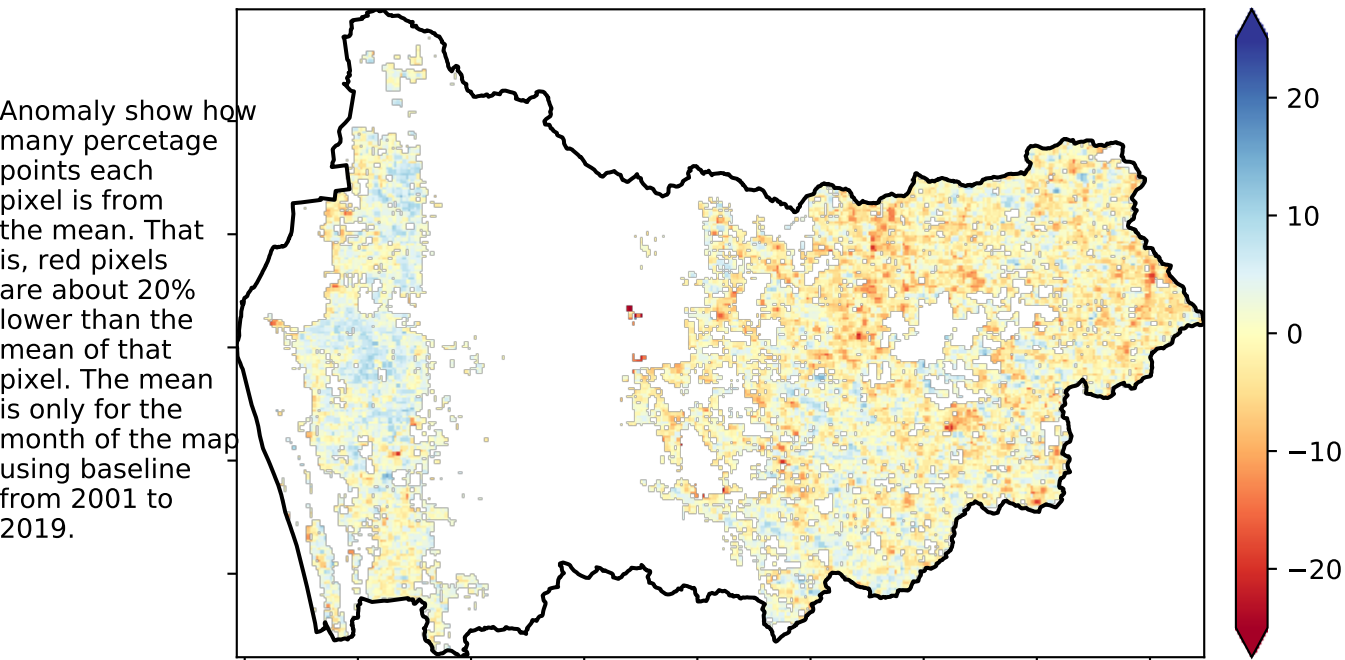 Anomaly show how
many percetage
points each
pixel is from
the mean. That
is, red pixels
are about 20%
lower than the
mean of that
pixel. The mean
is only for the
month of the map
using baseline
from 2001 to
2019.
20
10
0
−10
−20